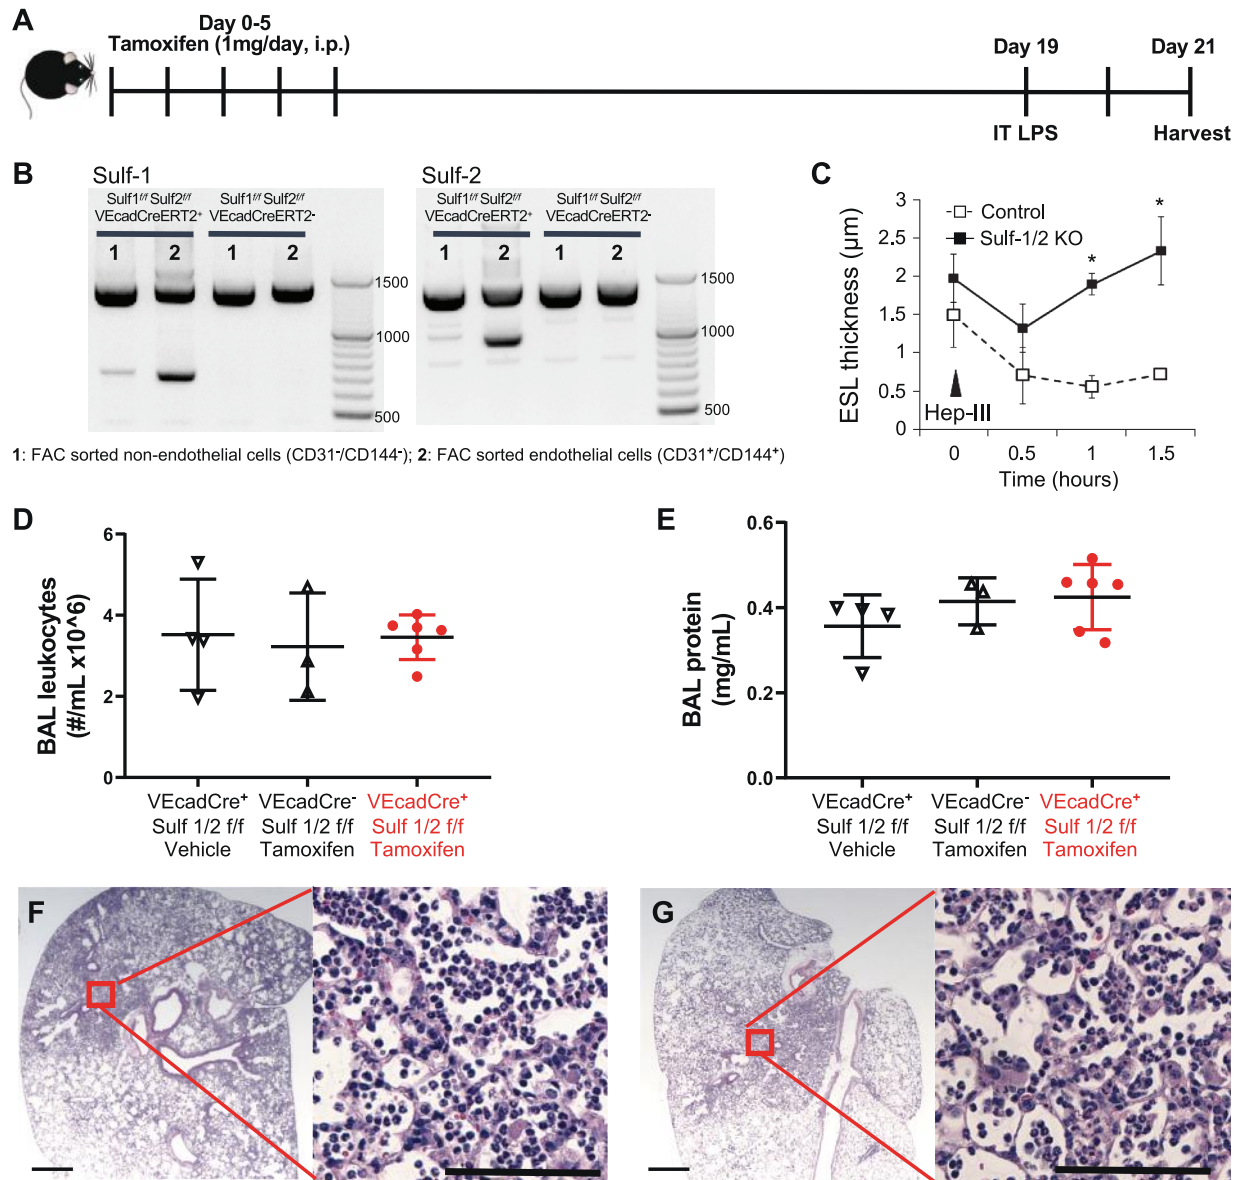 A
Day 0-5
Tamoxifen (1mg/day, i.p.)
Day 19
Day 21
IT LPS
Harvest
B
Sulf-1
Sulf1f/f Sulf2f/f
VEcadCreERT2+
Sulf1f/f Sulf2f/f
VEcadCreERT2-
1 2 1 2
1500
1000
500
Sulf-2
Sulf1f/f Sulf2f/f
VEcadCreERT2+
Sulf1f/f Sulf2f/f
VEcadCreERT2-
1 2 1 2
1500
1000
500
1: FAC sorted non-endothelial cells (CD31-/CD144-); 2: FAC sorted endothelial cells (CD31+/CD144+)
C
ESL thickness (µm)
3
2.5
2
1.5
1
0.5
0
Control
Sulf-1/2 KO
*
*
Hep-III
0 0.5 1 1.5
Time (hours)
D
BAL leukocytes
(#/mL x10^6)
6
4
2
0
VEcadCre+
Sulf 1/2 f/f
Vehicle
VEcadCre-
Sulf 1/2 f/f
Tamoxifen
VEcadCre+
Sulf 1/2 f/f
Tamoxifen
E
BAL protein
(mg/mL)
0.6
0.4
0.2
0.0
VEcadCre+
Sulf 1/2 f/f
Vehicle
VEcadCre-
Sulf 1/2 f/f
Tamoxifen
VEcadCre+
Sulf 1/2 f/f
Tamoxifen
F
G